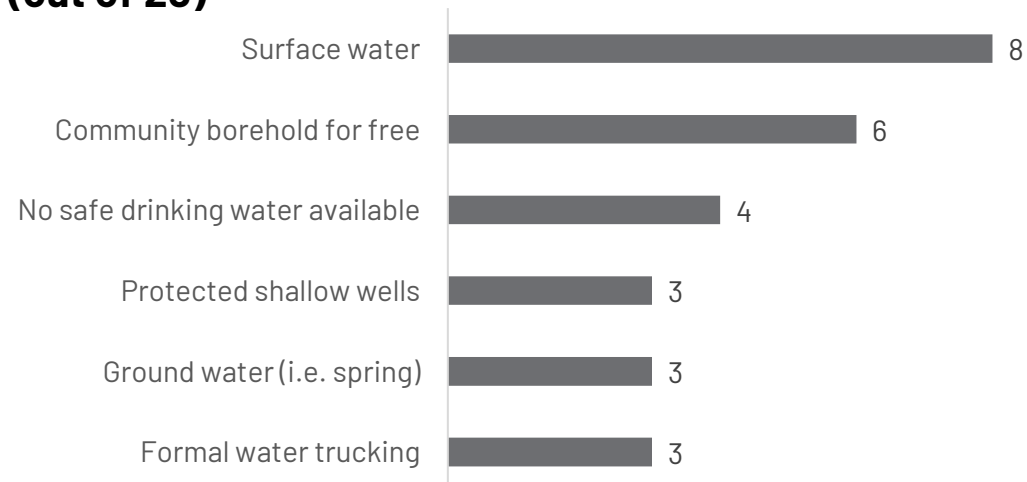 Surface water 8
Community borehold for free 6
No safe drinking water available 4
Protected shallow wells 3
Ground water (i.e. spring) 3
Formal water trucking 3